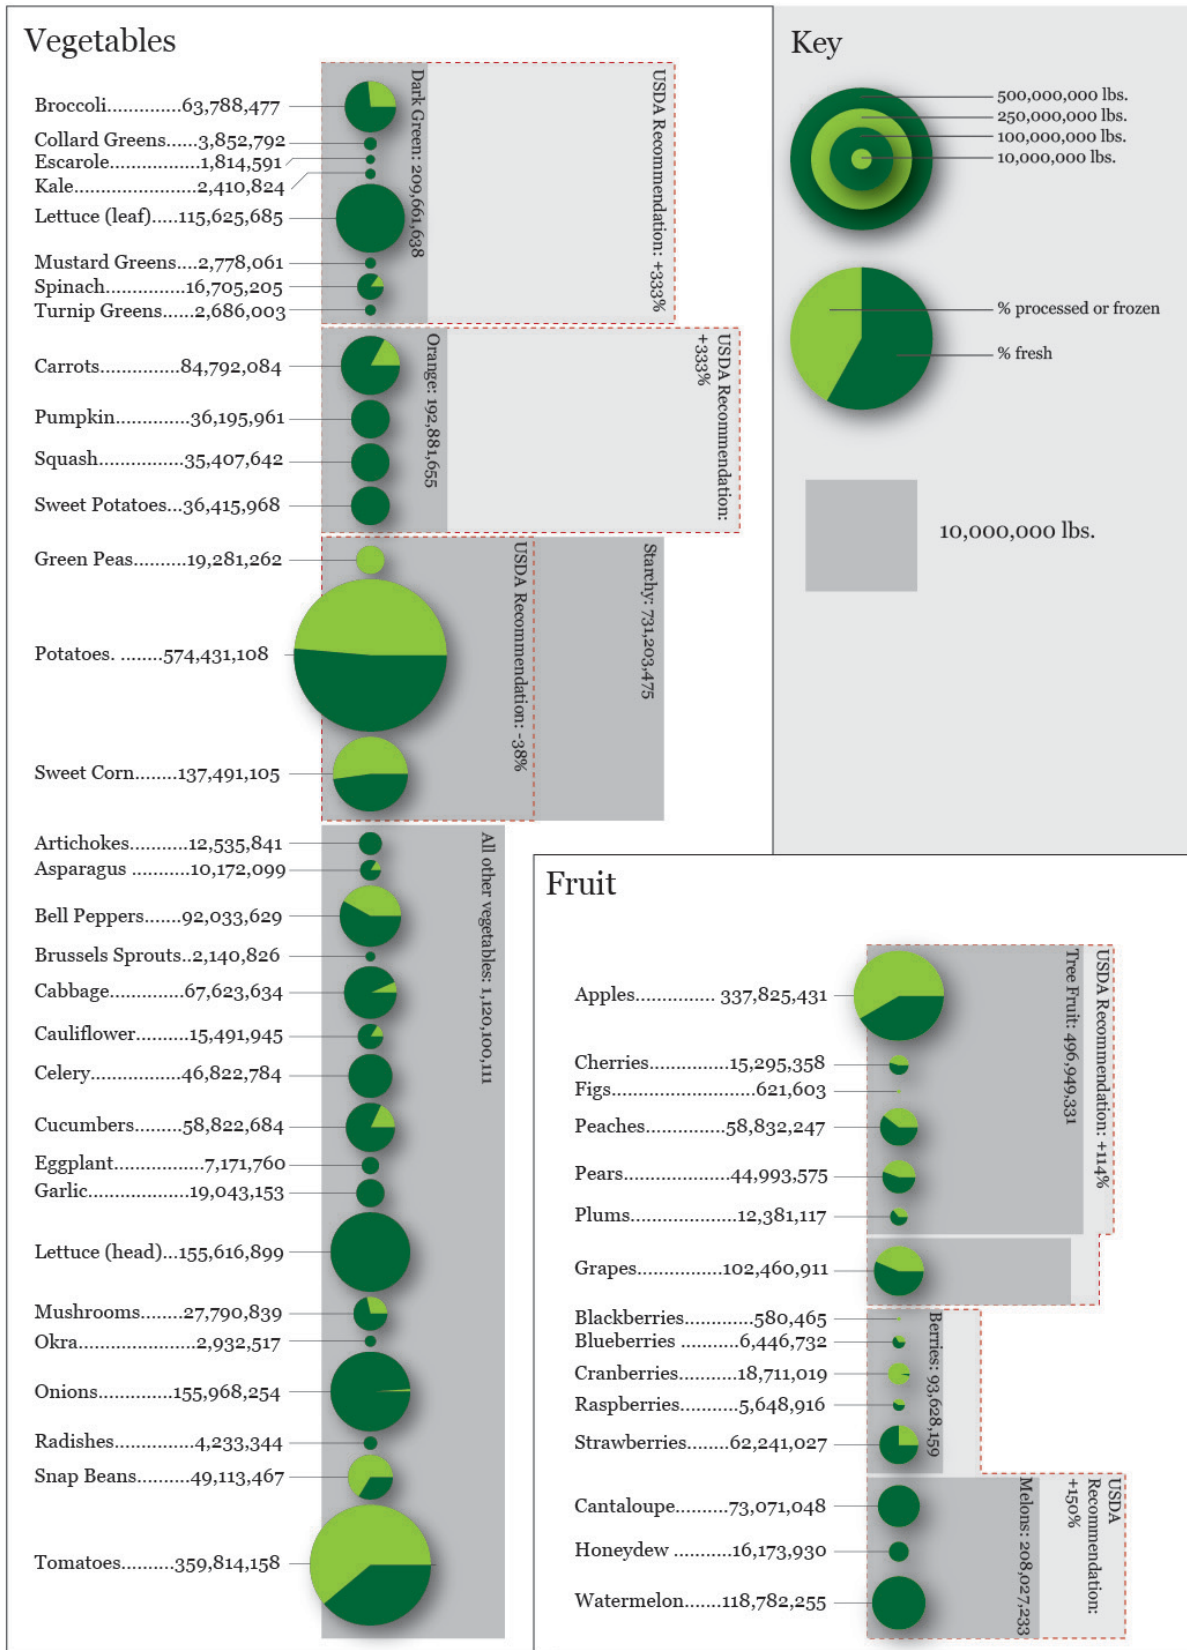 Vegetables
Broccoli.............63,788,477
Collard Greens...3,852,792
Escarole...............1,814,591
Kale.....................2,410,824
Lettuce (leaf).....115,625,685
Mustard Greens....2,778,061
Spinach..............16,705,205
Turnip Greens....2,686,003
Dark Green: 209,661,638
USDA Recommendation: +333%
Carrots..............84,792,084
Pumpkin............36,195,961
Squash................35,407,642
Sweet Potatoes...36,415,968
Orange: 192,881,655
USDA Recommendation:
+333%
Green Peas.........19,281,262
Potatoes. ........574,431,108
Sweet Corn........137,491,105
USDA Recommendation: -38%
Starchy: 731,203,475
Artichokes..........12,535,841
Asparagus ..........10,172,099
Bell Peppers.......92,033,629
Brussels Sprouts..2,140,826
Cabbage.............67,623,634
Cauliflower.........15,491,945
Celery.................46,822,784
Cucumbers.........58,822,684
Eggplant...............7,171,760
Garlic..................19,043,153
Lettuce (head)...155,616,899
Mushrooms.......27,790,839
Okra.....................2,932,517
Onions...............155,968,254
Radishes..............4,233,344
Snap Beans.........49,113,467
Tomatoes...........359,814,158
All other vegetables: 1,120,100,111
Key
500,000,000 lbs.
250,000,000 lbs.
100,000,000 lbs.
10,000,000 lbs.
% processed or frozen
% fresh
10,000,000 lbs.
Fruit
Apples............... 337,825,431
Cherries..............15,295,358
Figs..........................621,603
Peaches..............58,832,247
Pears...................44,993,575
Plums..................12,381,117
Tree Fruit: 496,949,331
USDA Recommendation: +114%
Grapes...............102,460,911
Blackberries............580,465
Blueberries ..........6,446,732
Cranberries.........18,711,019
Raspberries..........5,648,916
Strawberries.......62,241,027
Berries: 93,628,159
Cantaloupe........73,071,048
Honeydew .........16,173,930
Watermelon.......118,782,255
Melons: 208,027,233
USDA
Recommendation:
+150%